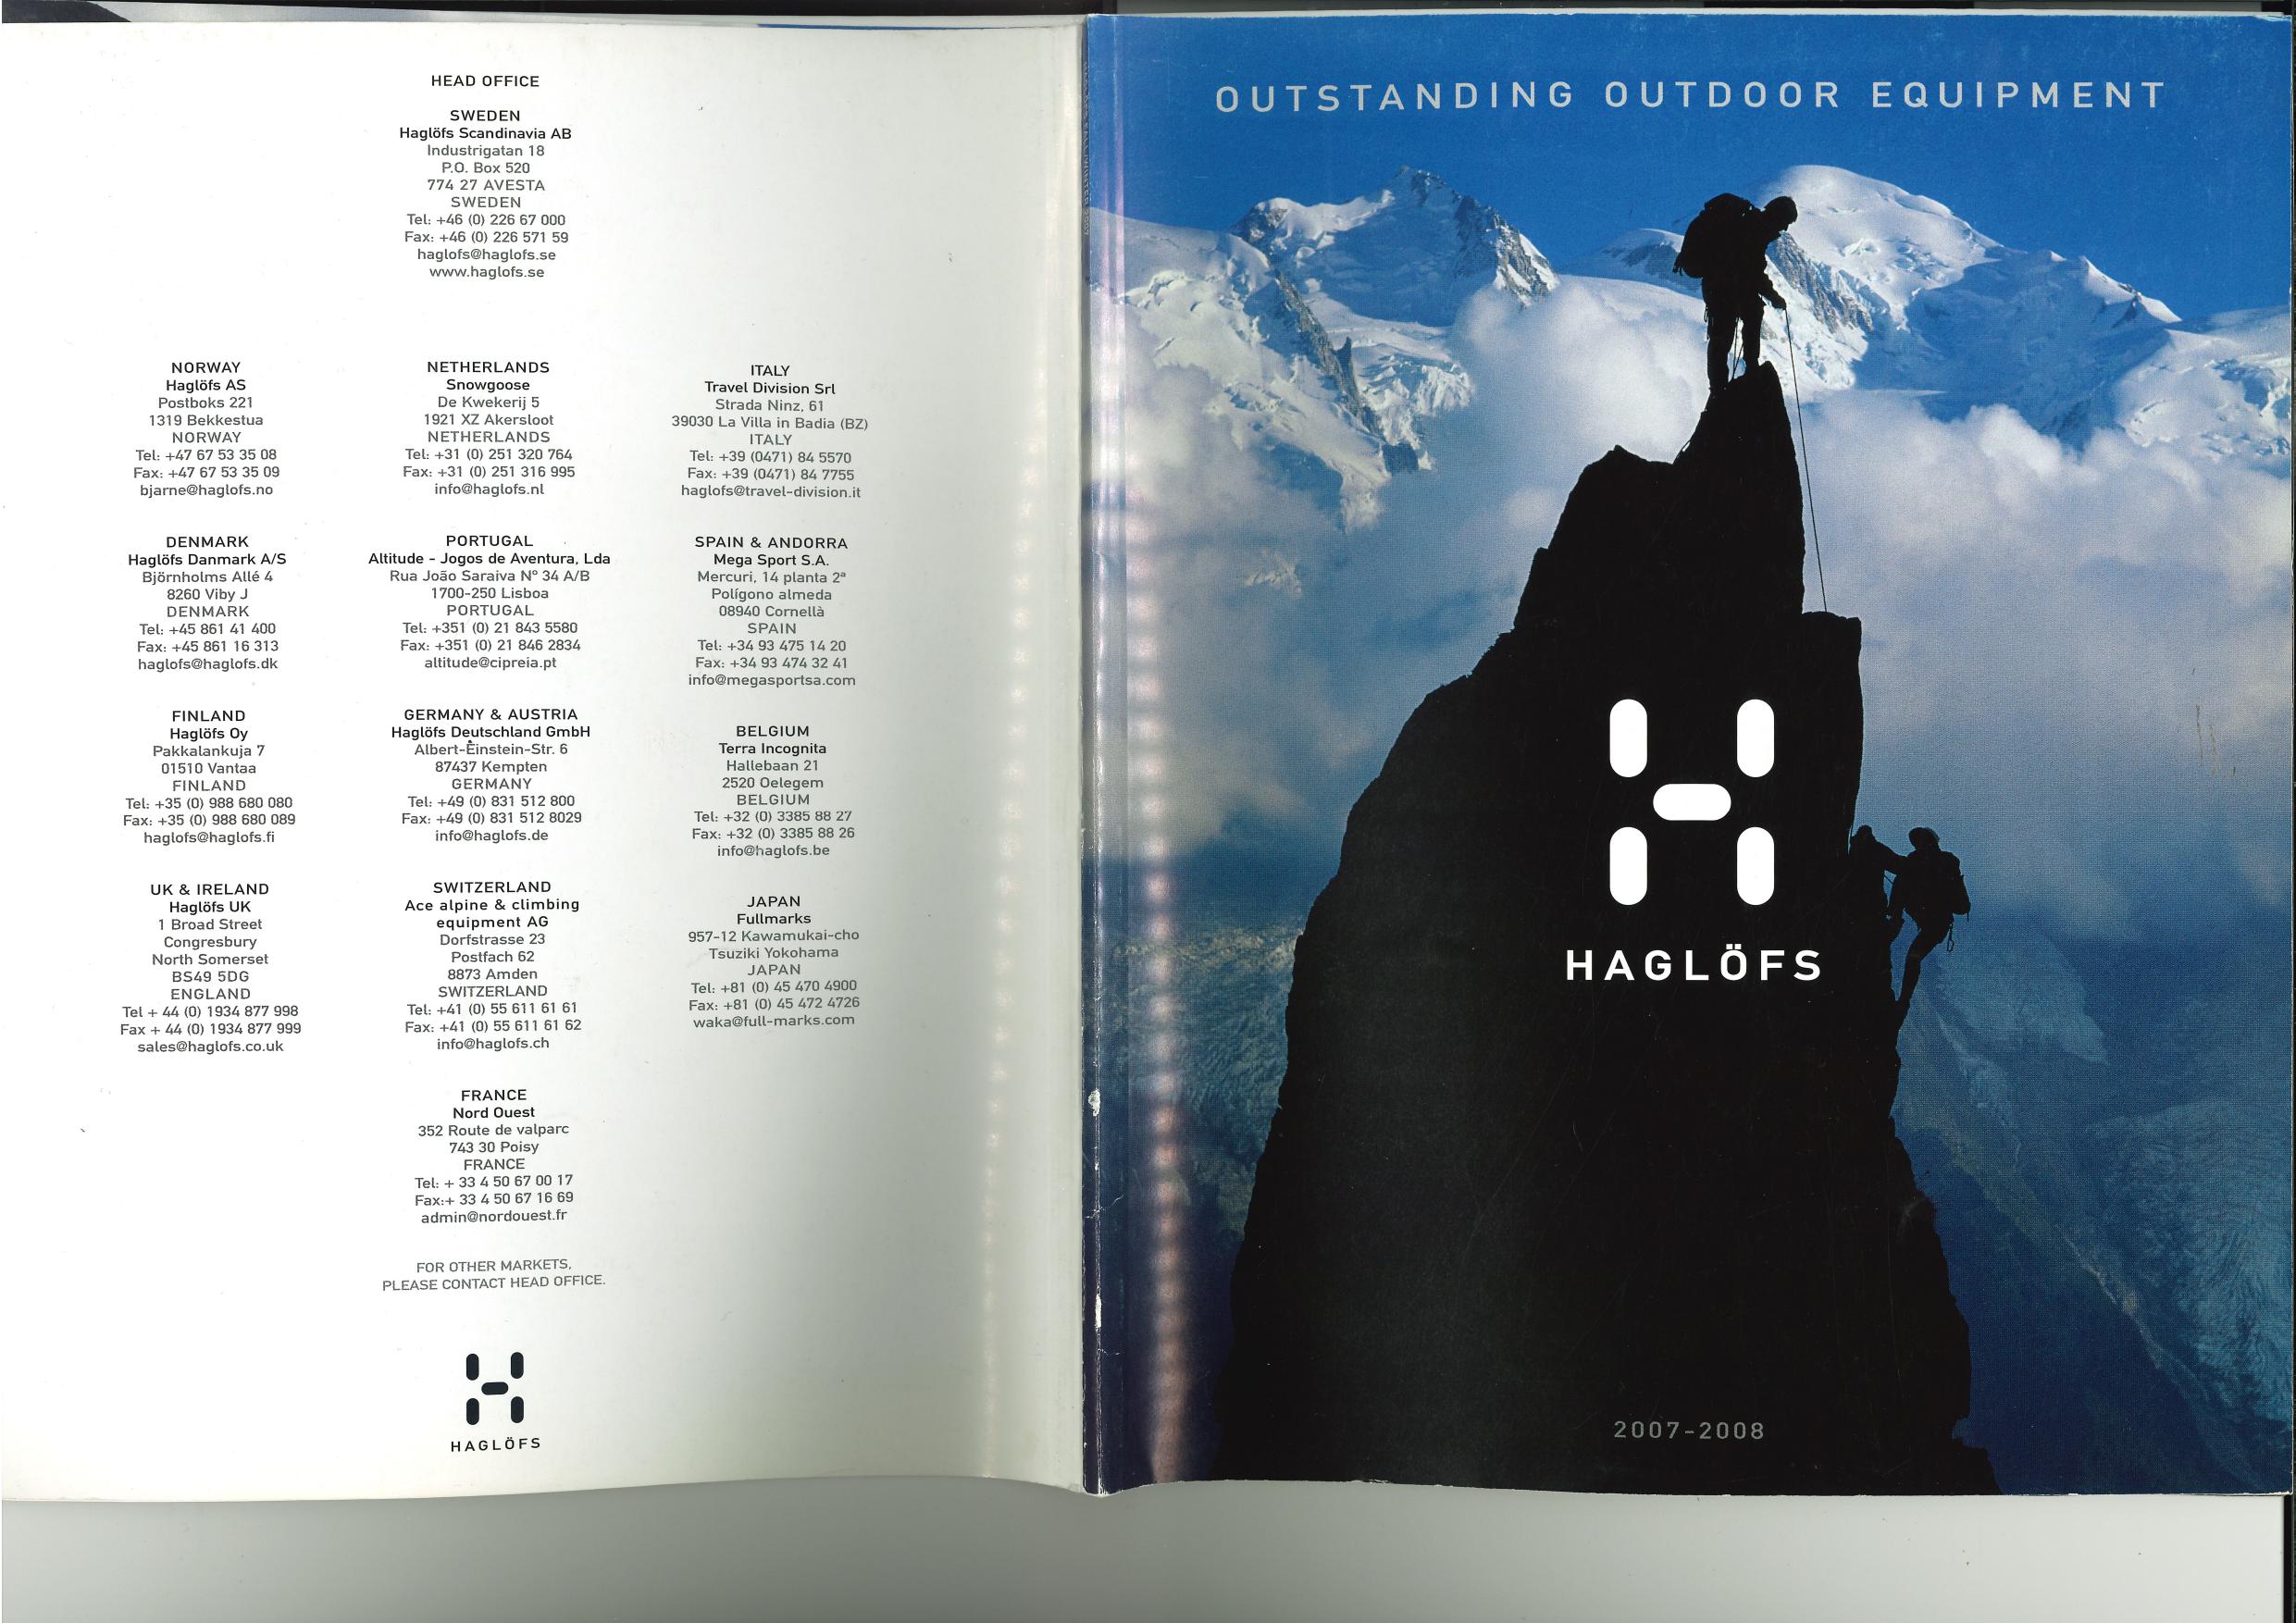 HEAD OFFICE
SWEDEN
Haglöfs Scandinavia AB
Industrigatan 18
P.O. Box 520
774 27 AVESTA
SWEDEN
Tel: +46 (0) 226 67 000
Fax: +46 (0) 226 571 59
haglofs@haglofs.se
www.haglofs.se
NORWAY
Haglöfs AS
Postboks 221
1319 Bekkestua
NORWAY
Tel: +47 67 53 35 08
Fax: +47 67 53 35 09
bjarne@haglofs.no
DENMARK
Haglöfs Danmark A/S
Björnholms Allé 4
8260 Viby J
DENMARK
Tel: +45 861 41 400
Fax: +45 861 16 313
haglofs@haglofs.dk
FINLAND
Haglöfs Oy
Pakkalankuja 7
01510 Vantaa
FINLAND
Tel: +35 (0) 988 680 080
Fax: +35 (0) 988 680 089
haglofs@haglofs.fi
UK & IRELAND
Haglöfs UK
1 Broad Street
Congresbury
North Somerset
BS49 5DG
ENGLAND
Tel + 44 (0) 1934 877 998
Fax + 44 (0) 1934 877 999
sales@haglofs.co.uk
NETHERLANDS
Snowgoose
De Kwekerij 5
1921 XZ Akersloot
NETHERLANDS
Tel: +31 (0) 251 320 764
Fax: +31 (0) 251 316 995
info@haglofs.nl
PORTUGAL
Altitude - Jogos de Aventura, Lda
Rua João Saraiva Nº 34 A/B
1700-250 Lisboa
PORTUGAL
Tel: +351 (0) 21 843 5580
Fax: +351 (0) 21 846 2834
altitude@cipreia.pt
GERMANY & AUSTRIA
Haglöfs Deutschland GmbH
Albert-Einstein-Str. 6
87437 Kempten
GERMANY
Tel: +49 (0) 831 512 800
Fax: +49 (0) 831 512 8029
info@haglofs.de
SWITZERLAND
Ace alpine & climbing
equipment AG
Dorfstrasse 23
Postfach 62
8873 Amden
SWITZERLAND
Tel: +41 (0) 55 611 61 61
Fax: +41 (0) 55 611 61 62
info@haglofs.ch
FRANCE
Nord Ouest
352 Route de valparc
743 30 Poisy
FRANCE
Tel: + 33 4 50 67 00 17
Fax:+ 33 4 50 67 16 69
admin@nordouest.fr
ITALY
Travel Division Srl
Strada Ninz, 61
39030 La Villa in Badia (BZ)
ITALY
Tel: +39 (0471) 84 5570
Fax: +39 (0471) 84 7755
haglofs@travel-division.it
SPAIN & ANDORRA
Mega Sport S.A.
Mercuri, 14 planta 2ª
Polígono almeda
08940 Cornellà
SPAIN
Tel: +34 93 475 14 20
Fax: +34 93 474 32 41
info@megasportsa.com
BELGIUM
Terra Incognita
Hallebaan 21
2520 Oelegem
BELGIUM
Tel: +32 (0) 3385 88 27
Fax: +32 (0) 3385 88 26
info@haglofs.be
JAPAN
Fullmarks
957-12 Kawamukai-cho
Tsuziki Yokohama
JAPAN
Tel: +81 (0) 45 470 4900
Fax: +81 (0) 45 472 4726
waka@full-marks.com
FOR OTHER MARKETS,
PLEASE CONTACT HEAD OFFICE.
HAGLÖFS
OUTSTANDING OUTDOOR EQUIPMENT
HAGLÖFS
2007-2008